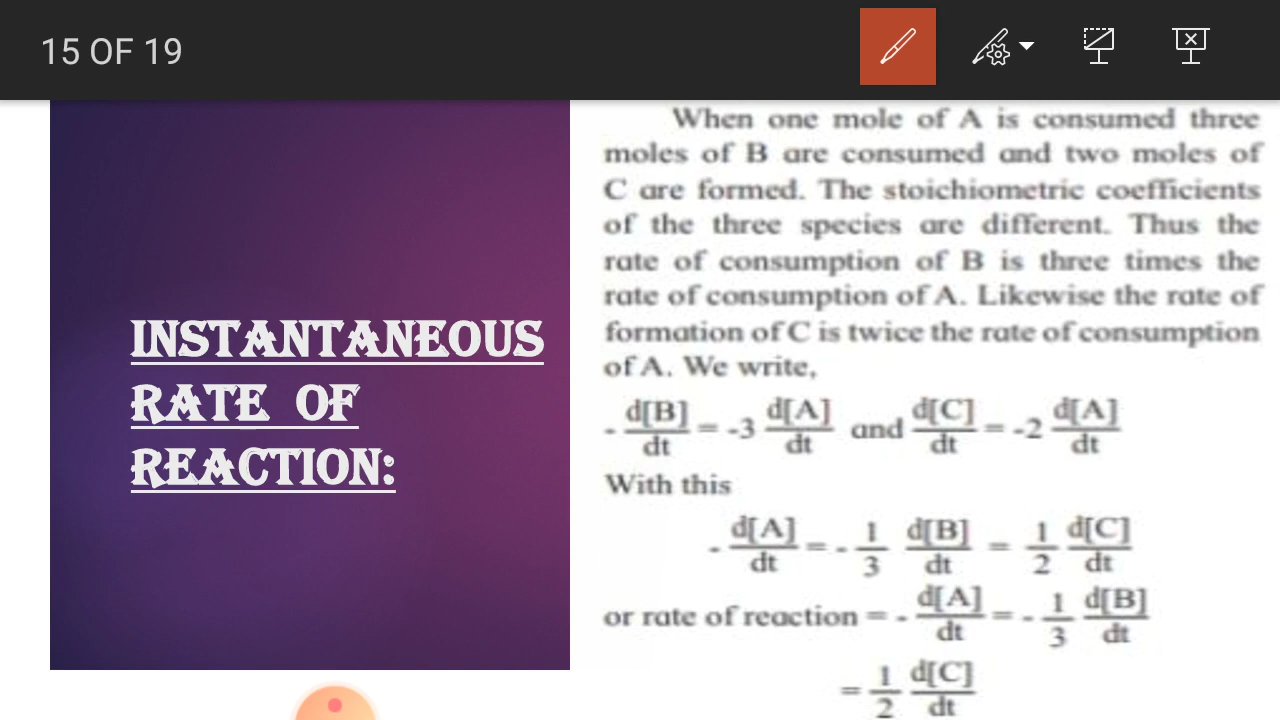 15 OF 19
INSTANTANEOUS
RATE OF
REACTION:
When one mole of A is consumed three
moles of B are consumed and two moles of
C are formed. The stoichiometric coefficients
of the three species are different. Thus the
rate of consumption of B is three times the
rate of consumption of A. Likewise the rate of
formation of C is twice the rate of consumption
of A. We write,
- d[B]/dt = -3 d[A]/dt and d[C]/dt = -2 d[A]/dt
With this
- d[A]/dt = - 1/3 d[B]/dt = 1/2 d[C]/dt
or rate of reaction = - d[A]/dt = - 1/3 d[B]/dt
= 1/2 d[C]/dt